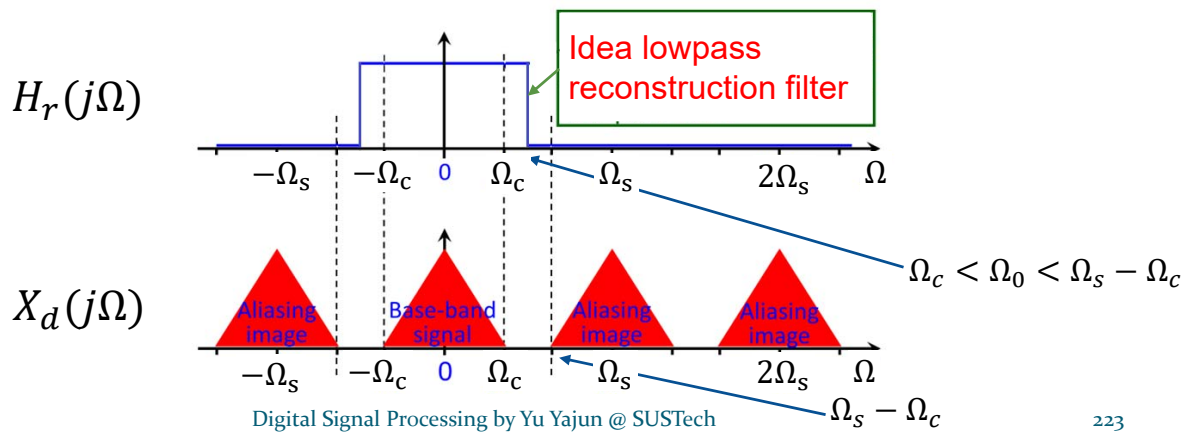 Idea lowpass
reconstruction filter
H_r(jΩ)
−Ω_s −Ω_c 0 Ω_c Ω_s 2Ω_s Ω
Ω_c < Ω_0 < Ω_s − Ω_c
X_d(jΩ)
Aliasing image
Base-band signal
Aliasing image
Aliasing image
−Ω_s −Ω_c 0 Ω_c Ω_s 2Ω_s Ω
Ω_s − Ω_c
Digital Signal Processing by Yu Yajun @ SUSTech 223